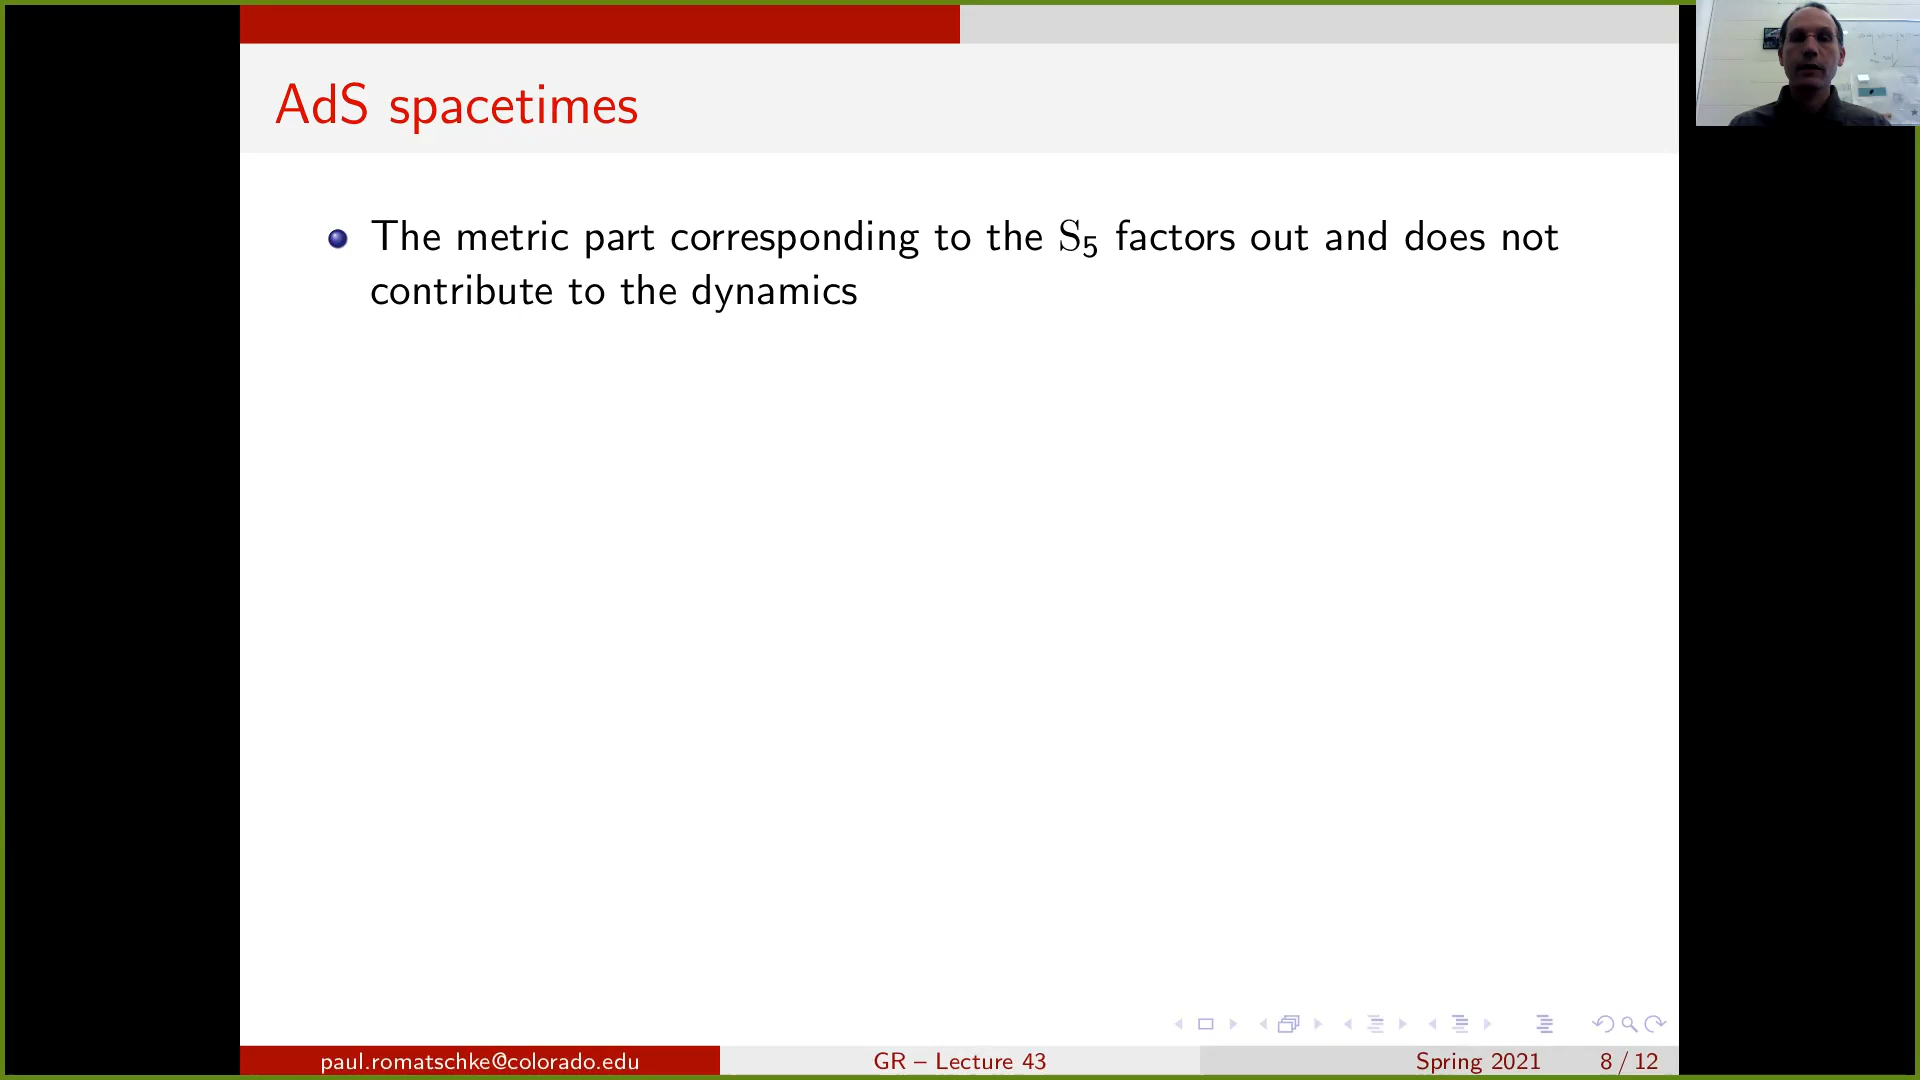 AdS spacetimes
The metric part corresponding to the S₅ factors out and does not
contribute to the dynamics
paul.romatschke@colorado.edu
GR – Lecture 43
Spring 2021
8 / 12